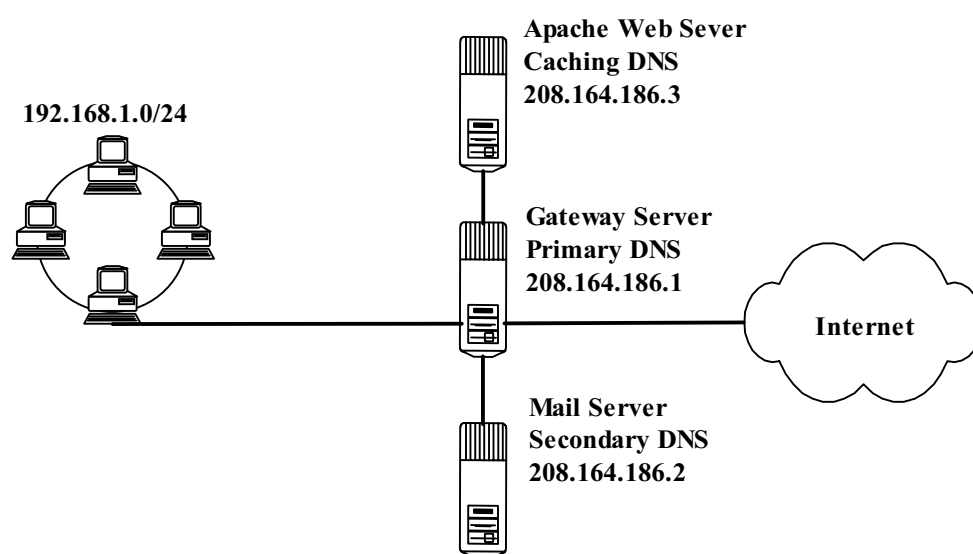 Apache Web Sever
Caching DNS
208.164.186.3
192.168.1.0/24
Gateway Server
Primary DNS
208.164.186.1
Internet
Mail Server
Secondary DNS
208.164.186.2